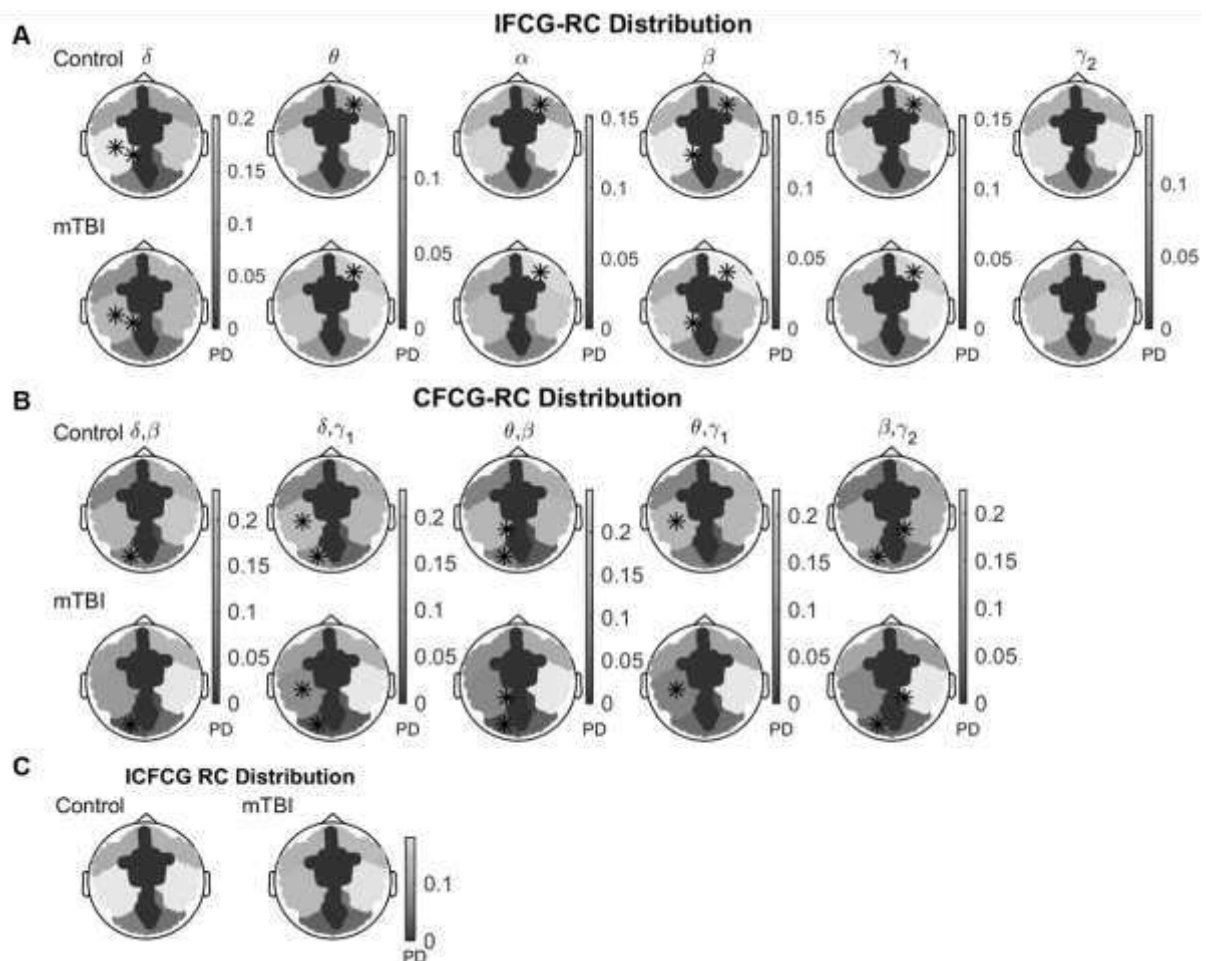 IFCG-RC Distribution
A
Control δ θ α β γ1 γ2
0.2 0.15 0.1 0.05 0 PD
0.1 0.05 0 PD
0.15 0.1 0.05 0 PD
0.15 0.1 0.05 0 PD
0.15 0.1 0.05 0 PD
0.1 0.05 0 PD
mTBI
CFCG-RC Distribution
B
Control δ,β δ,γ1 θ,β θ,γ1 β,γ2
0.2 0.15 0.1 0.05 0 PD
0.2 0.15 0.1 0.05 0 PD
0.2 0.15 0.1 0.05 0 PD
0.2 0.15 0.1 0.05 0 PD
0.2 0.15 0.1 0.05 0 PD
mTBI
C
ICFCG RC Distribution
Control mTBI
0.1
0
PD